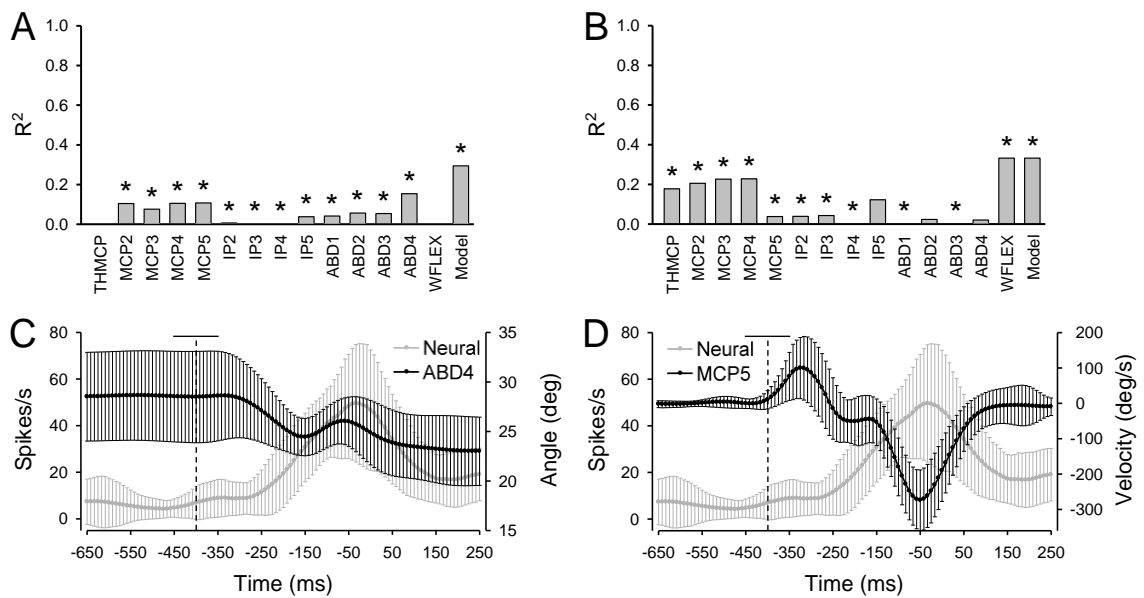 A
1.0
0.8
0.6
0.4
0.2
0.0
R2
* * * * * * * * * * * * *
THMCP MCP2 MCP3 MCP4 MCP5 IP2 IP3 IP4 IP5 ABD1 ABD2 ABD3 ABD4 WFLEX Model
B
1.0
0.8
0.6
0.4
0.2
0.0
R2
* * * * * * * * * * * *
THMCP MCP2 MCP3 MCP4 MCP5 IP2 IP3 IP4 IP5 ABD1 ABD2 ABD3 ABD4 WFLEX Model
C
80
60
40
20
0
Spikes/s
Neural
ABD4
35
30
25
20
15
Angle (deg)
-650 -550 -450 -350 -250 -150 -50 50 150 250
Time (ms)
D
80
60
40
20
0
Spikes/s
Neural
MCP5
200
100
0
-100
-200
-300
Velocity (deg/s)
-650 -550 -450 -350 -250 -150 -50 50 150 250
Time (ms)